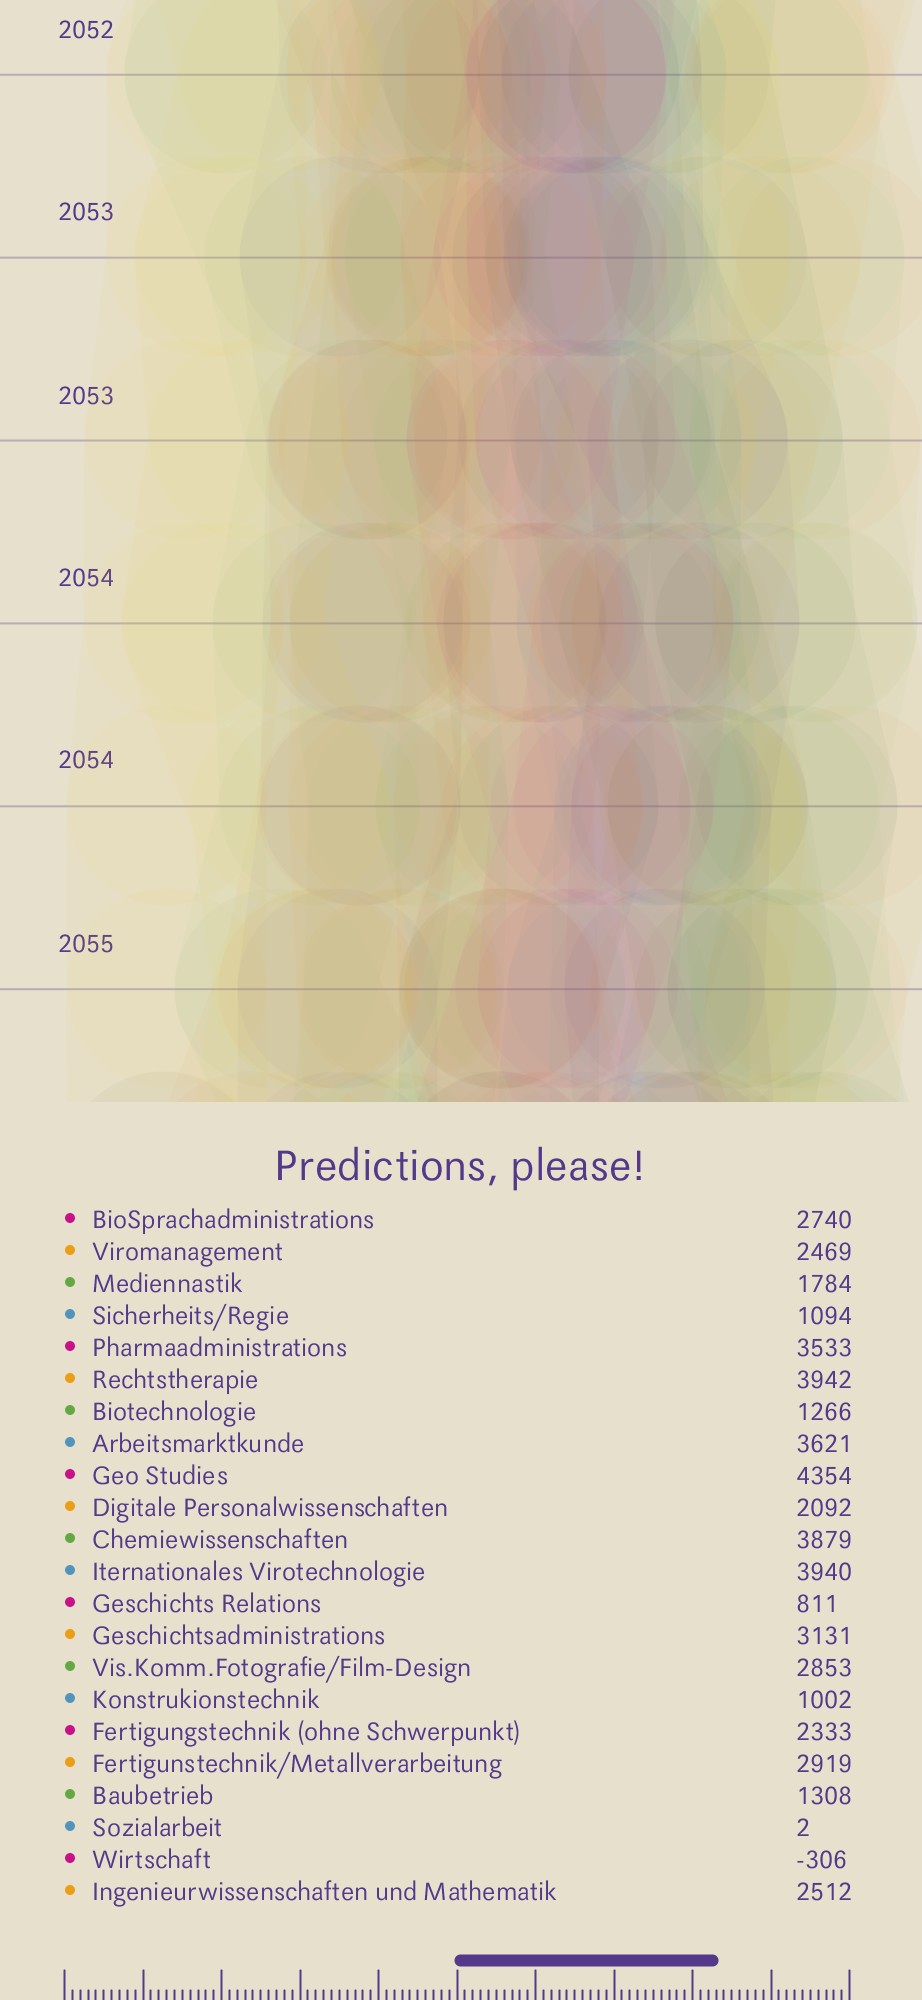 2052
2053
2053
2054
2054
2055
Predictions, please!
BioSprachadministrations 2740
Viromanagement 2469
Mediennastik 1784
Sicherheits/Regie 1094
Pharmaadministrations 3533
Rechtstherapie 3942
Biotechnologie 1266
Arbeitsmarktkunde 3621
Geo Studies 4354
Digitale Personalwissenschaften 2092
Chemiewissenschaften 3879
Iternationales Virotechnologie 3940
Geschichts Relations 811
Geschichtsadministrations 3131
Vis.Komm.Fotografie/Film-Design 2853
Konstrukionstechnik 1002
Fertigungstechnik (ohne Schwerpunkt) 2333
Fertigunstechnik/Metallverarbeitung 2919
Baubetrieb 1308
Sozialarbeit 2
Wirtschaft -306
Ingenieurwissenschaften und Mathematik 2512